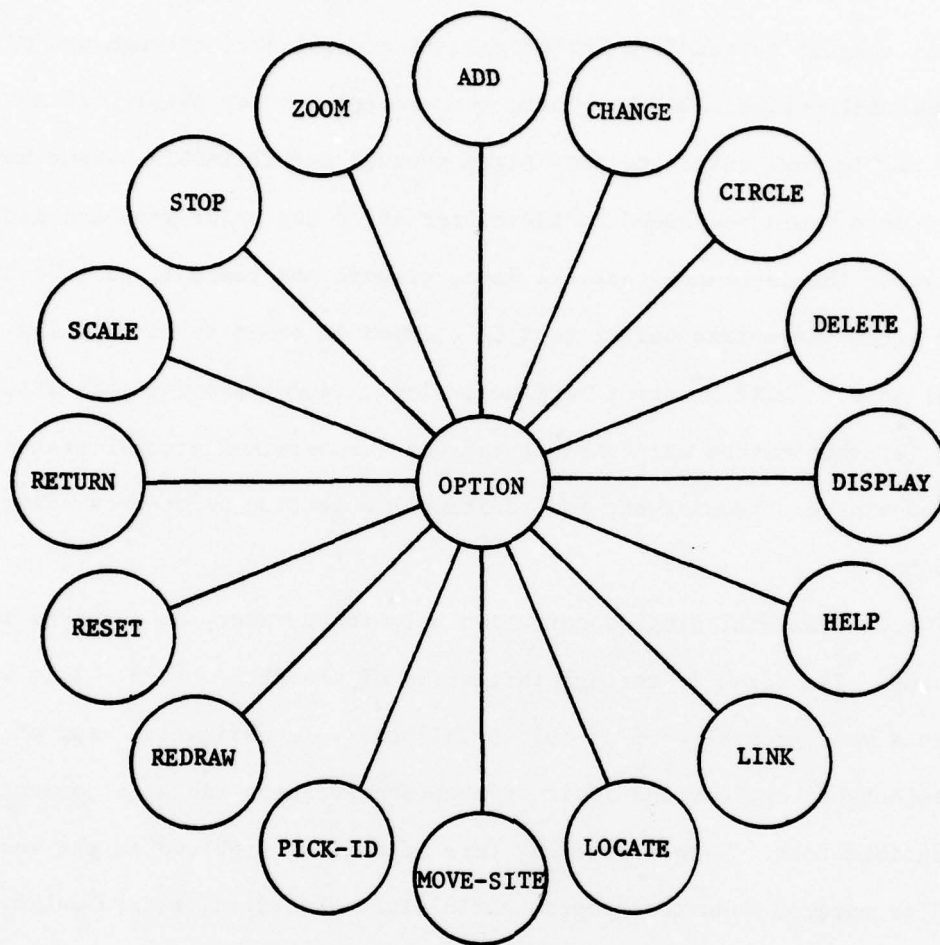 ADD
ZOOM
CHANGE
STOP
CIRCLE
SCALE
DELETE
RETURN
OPTION
DISPLAY
RESET
HELP
REDRAW
LINK
PICK-ID
LOCATE
MOVE-SITE